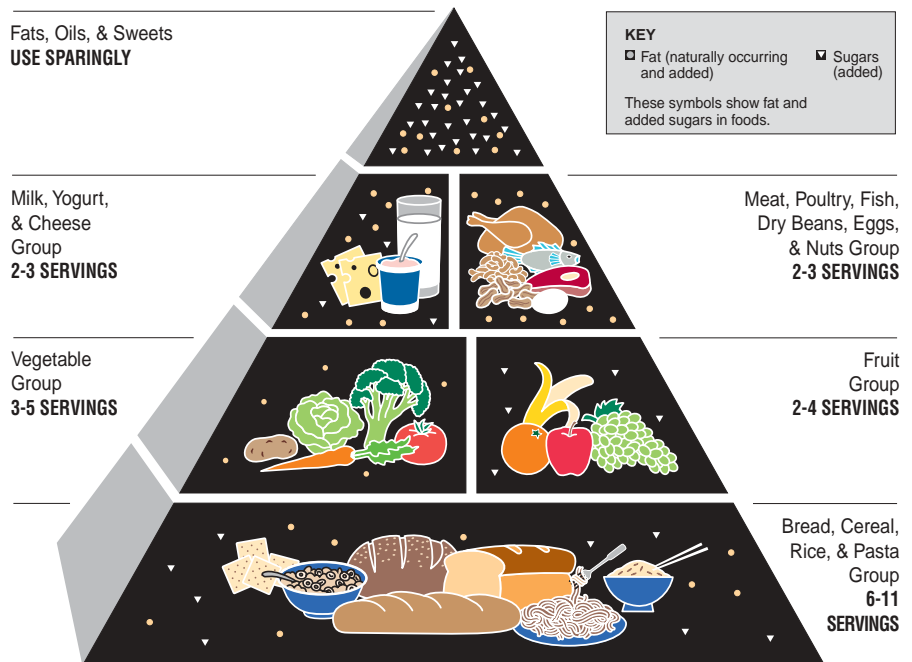 Fats, Oils, & Sweets
USE SPARINGLY
KEY
Fat (naturally occurring
and added)
Sugars
(added)
These symbols show fat and
added sugars in foods.
Milk, Yogurt,
& Cheese
Group
2-3 SERVINGS
Meat, Poultry, Fish,
Dry Beans, Eggs,
& Nuts Group
2-3 SERVINGS
Vegetable
Group
3-5 SERVINGS
Fruit
Group
2-4 SERVINGS
Bread, Cereal,
Rice, & Pasta
Group
6-11
SERVINGS